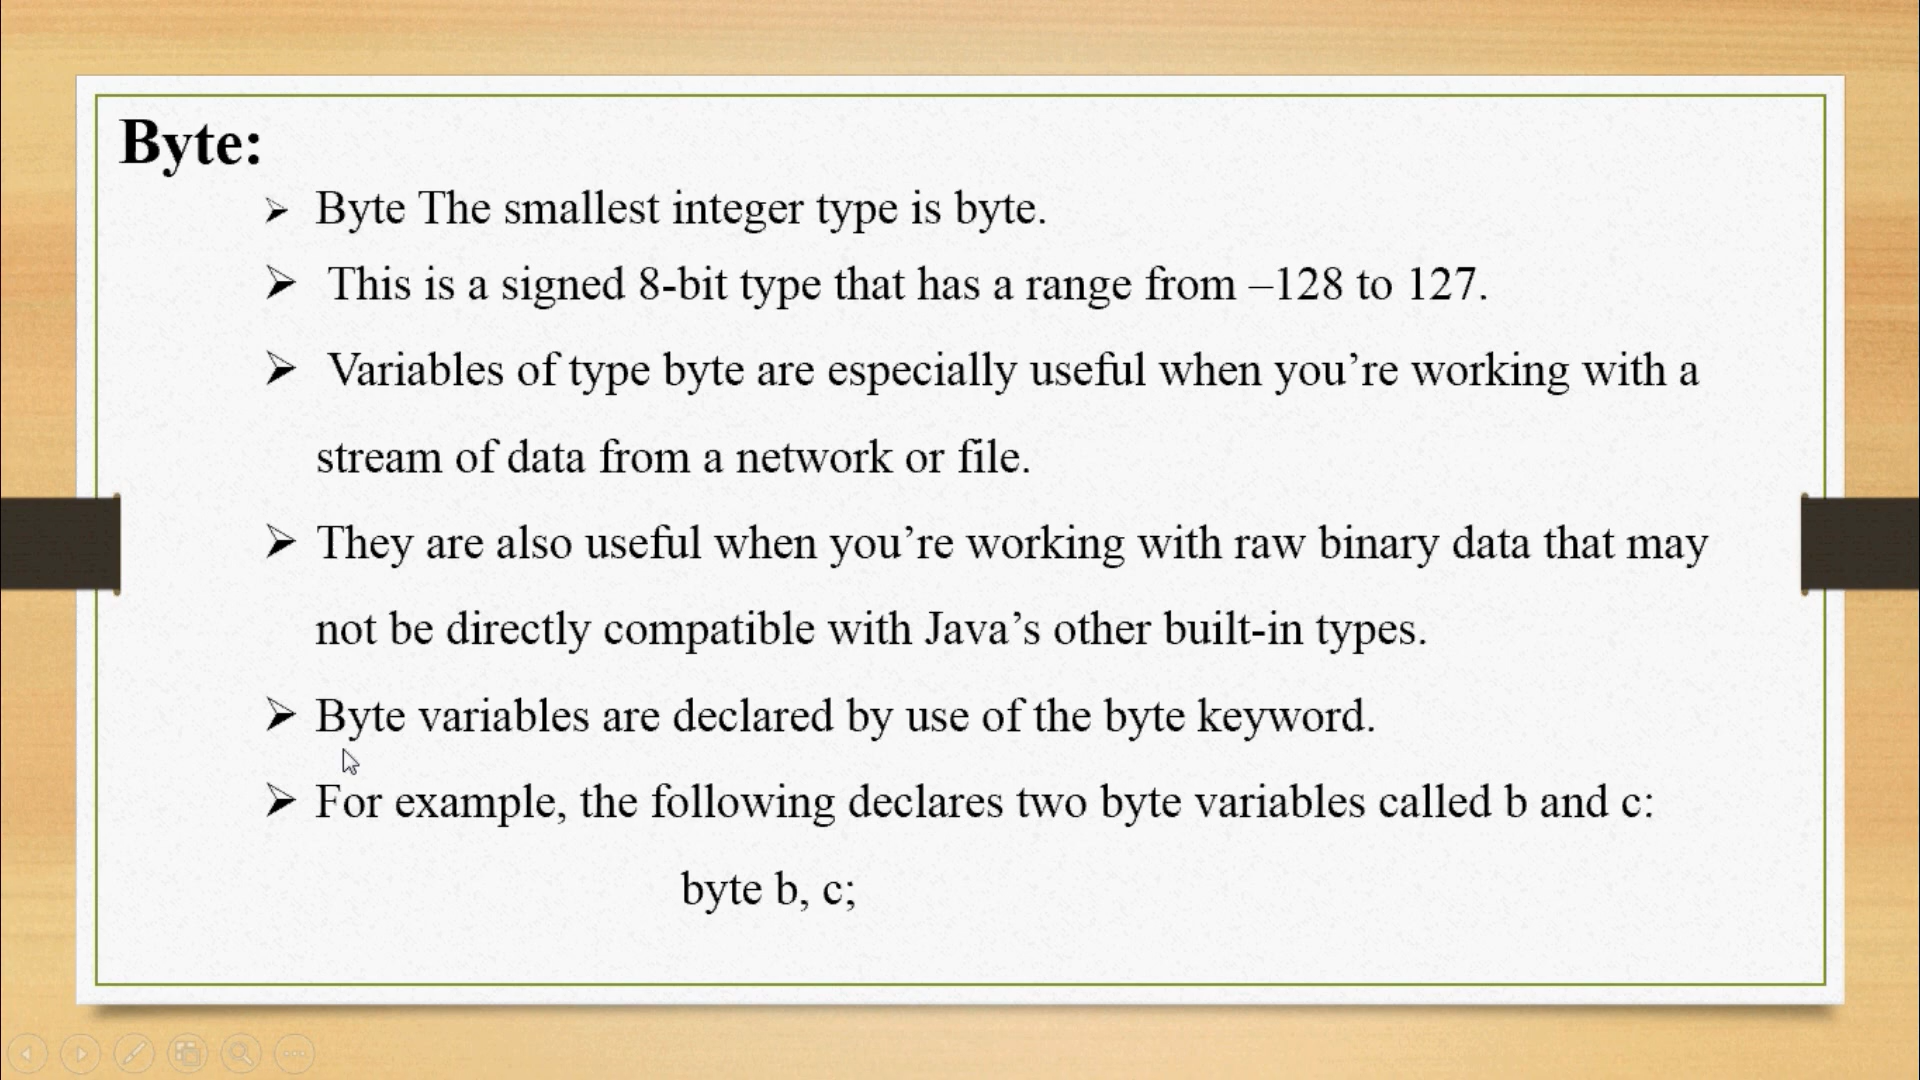 Byte:
➢ Byte The smallest integer type is byte.
➢ This is a signed 8-bit type that has a range from –128 to 127.
➢ Variables of type byte are especially useful when you’re working with a
stream of data from a network or file.
➢ They are also useful when you’re working with raw binary data that may
not be directly compatible with Java’s other built-in types.
➢ Byte variables are declared by use of the byte keyword.
➢ For example, the following declares two byte variables called b and c:
byte b, c;